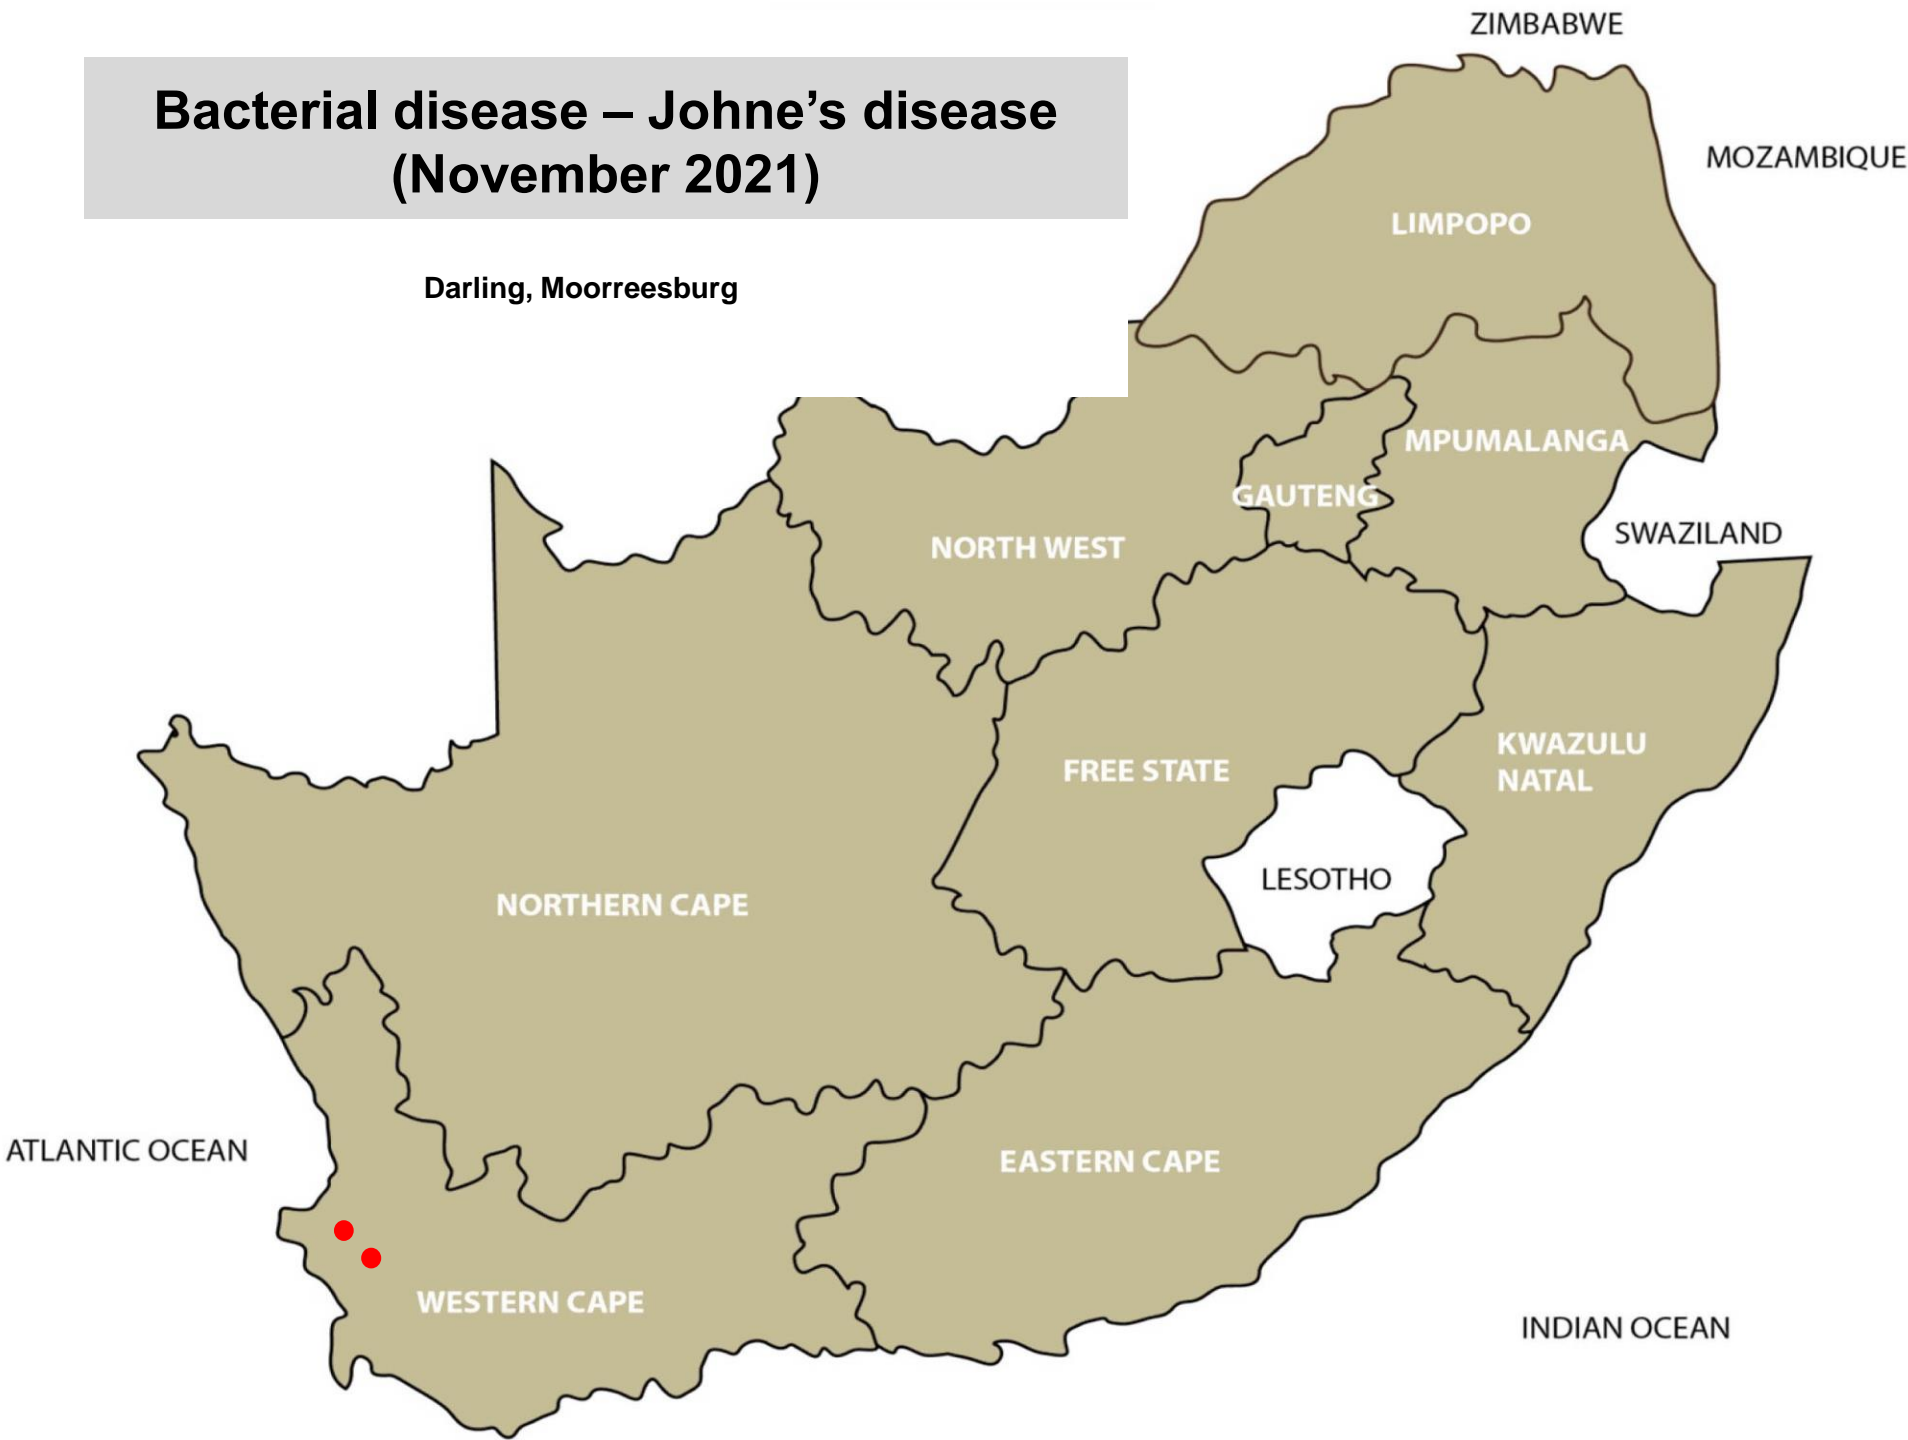 ZIMBABWE
Bacterial disease – Johne’s disease
(November 2021)
MOZAMBIQUE
LIMPOPO
Darling, Moorreesburg
MPUMALANGA
GAUTENG
SWAZILAND
NORTH WEST
KWAZULU
NATAL
FREE STATE
LESOTHO
NORTHERN CAPE
ATLANTIC OCEAN
EASTERN CAPE
WESTERN CAPE
INDIAN OCEAN